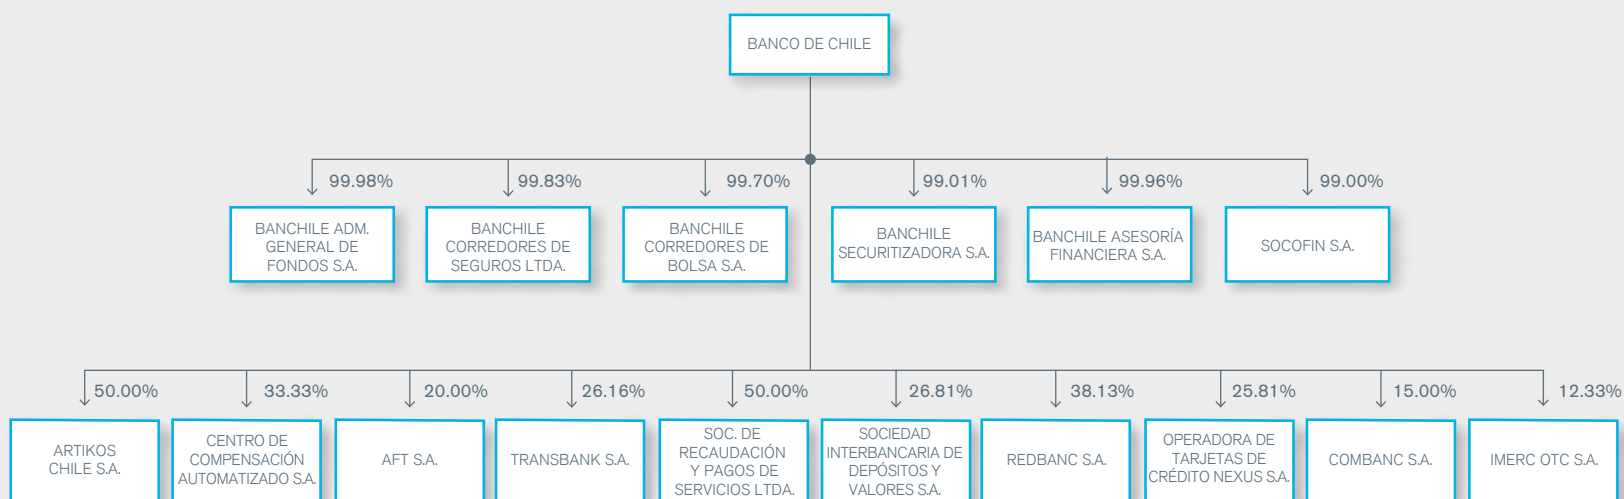 BANCO DE CHILE
99.98%
99.83%
99.70%
99.01%
99.96%
99.00%
BANCHILE ADM.
GENERAL DE
FONDOS S.A.
BANCHILE
CORREDORES DE
SEGUROS LTDA.
BANCHILE
CORREDORES DE
BOLSA S.A.
BANCHILE
SECURITIZADORA S.A.
BANCHILE ASESORÍA
FINANCIERA S.A.
SOCOFIN S.A.
50.00%
33.33%
20.00%
26.16%
50.00%
26.81%
38.13%
25.81%
15.00%
12.33%
ARTIKOS
CHILE S.A.
CENTRO DE
COMPENSACIÓN
AUTOMATIZADO S.A.
AFT S.A.
TRANSBANK S.A.
SOC. DE
RECAUDACIÓN
Y PAGOS DE
SERVICIOS LTDA.
SOCIEDAD
INTERBANCARIA DE
DEPÓSITOS Y
VALORES S.A.
REDBANC S.A.
OPERADORA DE
TARJETAS DE
CRÉDITO NEXUS S.A.
COMBANC S.A.
IMERC OTC S.A.